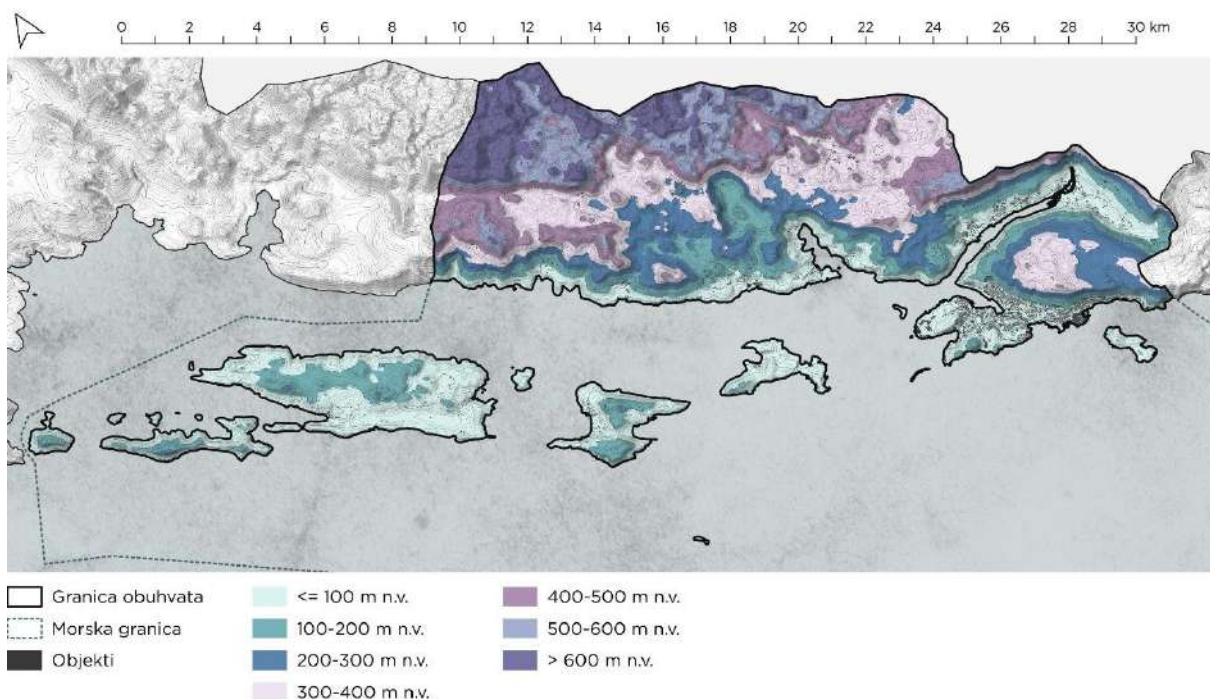 0 2 4 6 8 10 12 14 16 18 20 22 24 26 28 30 km
Granica obuhvata
Morska granica
Objekti
<= 100 m n.v.
100-200 m n.v.
200-300 m n.v.
300-400 m n.v.
400-500 m n.v.
500-600 m n.v.
> 600 m n.v.